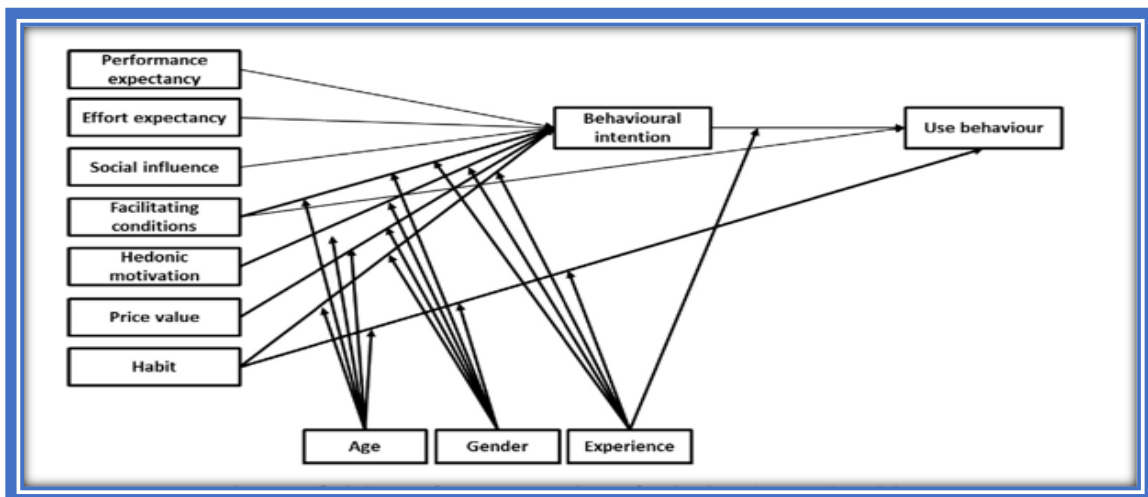 Performance
expectancy
Effort expectancy
Social influence
Facilitating
conditions
Hedonic
motivation
Price value
Habit
Behavioural
intention
Use behaviour
Age
Gender
Experience